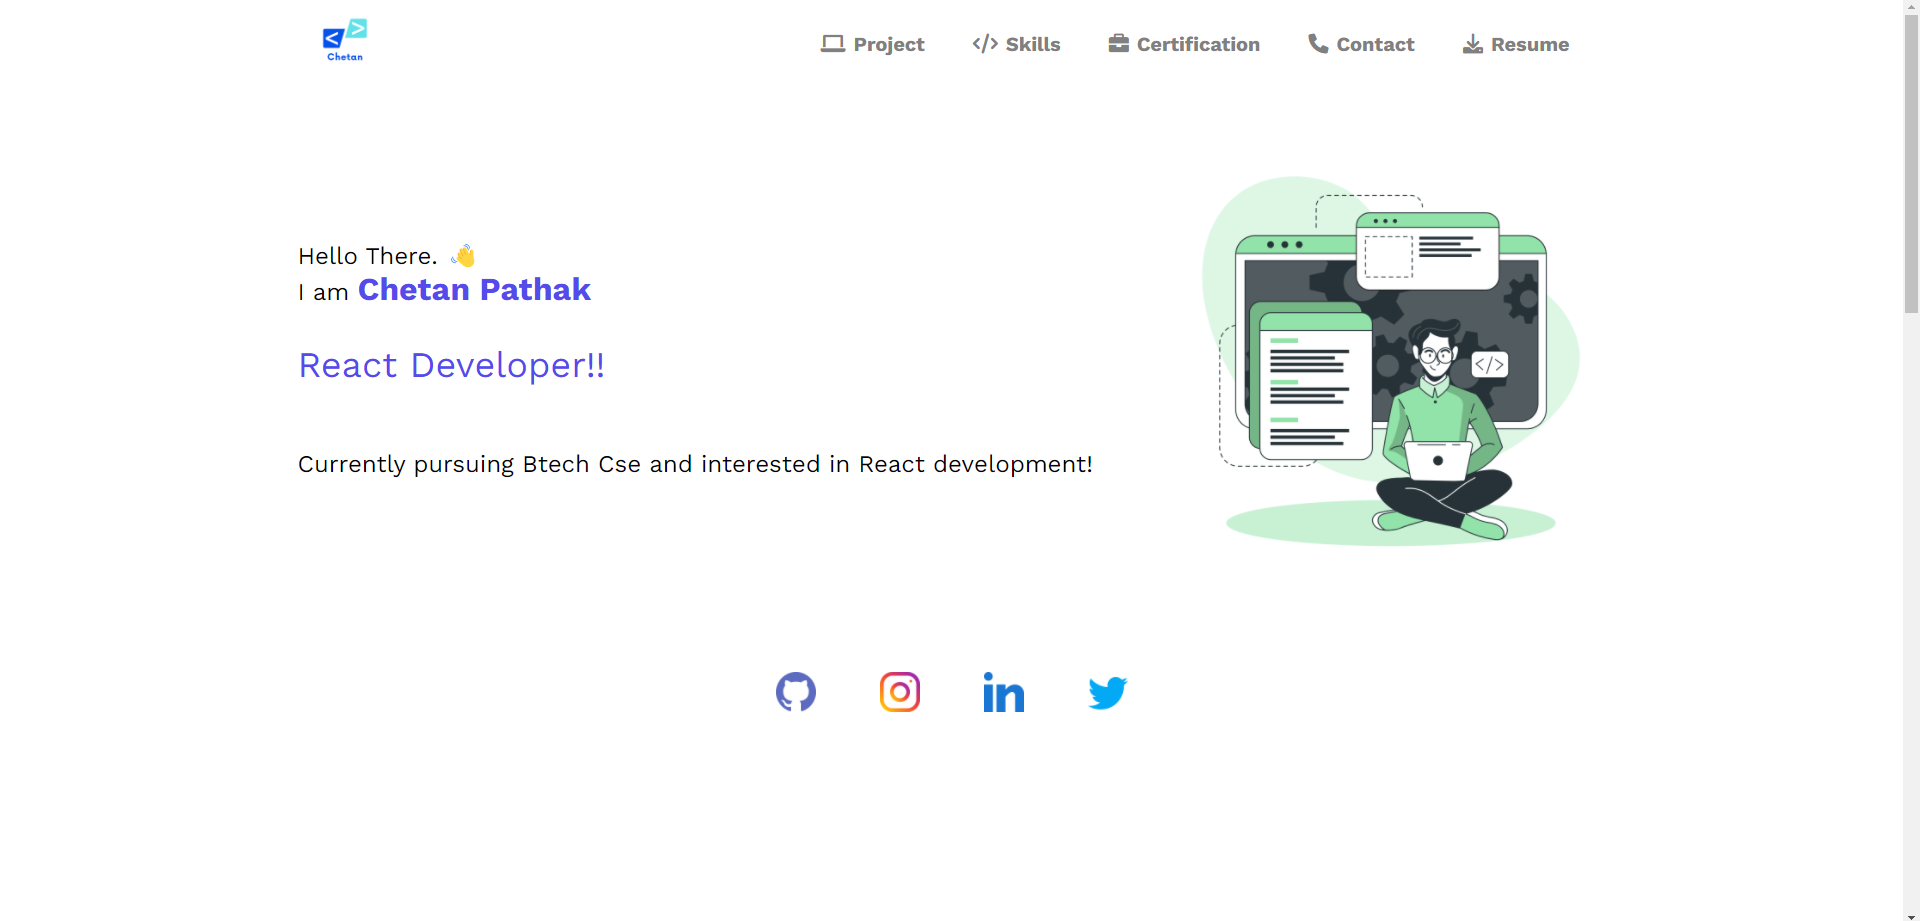 < >
Chetan
Project </> Skills Certification Contact Resume
Hello There. 👋
I am Chetan Pathak
React Developer!!
</>
Currently pursuing Btech Cse and interested in React development!
in